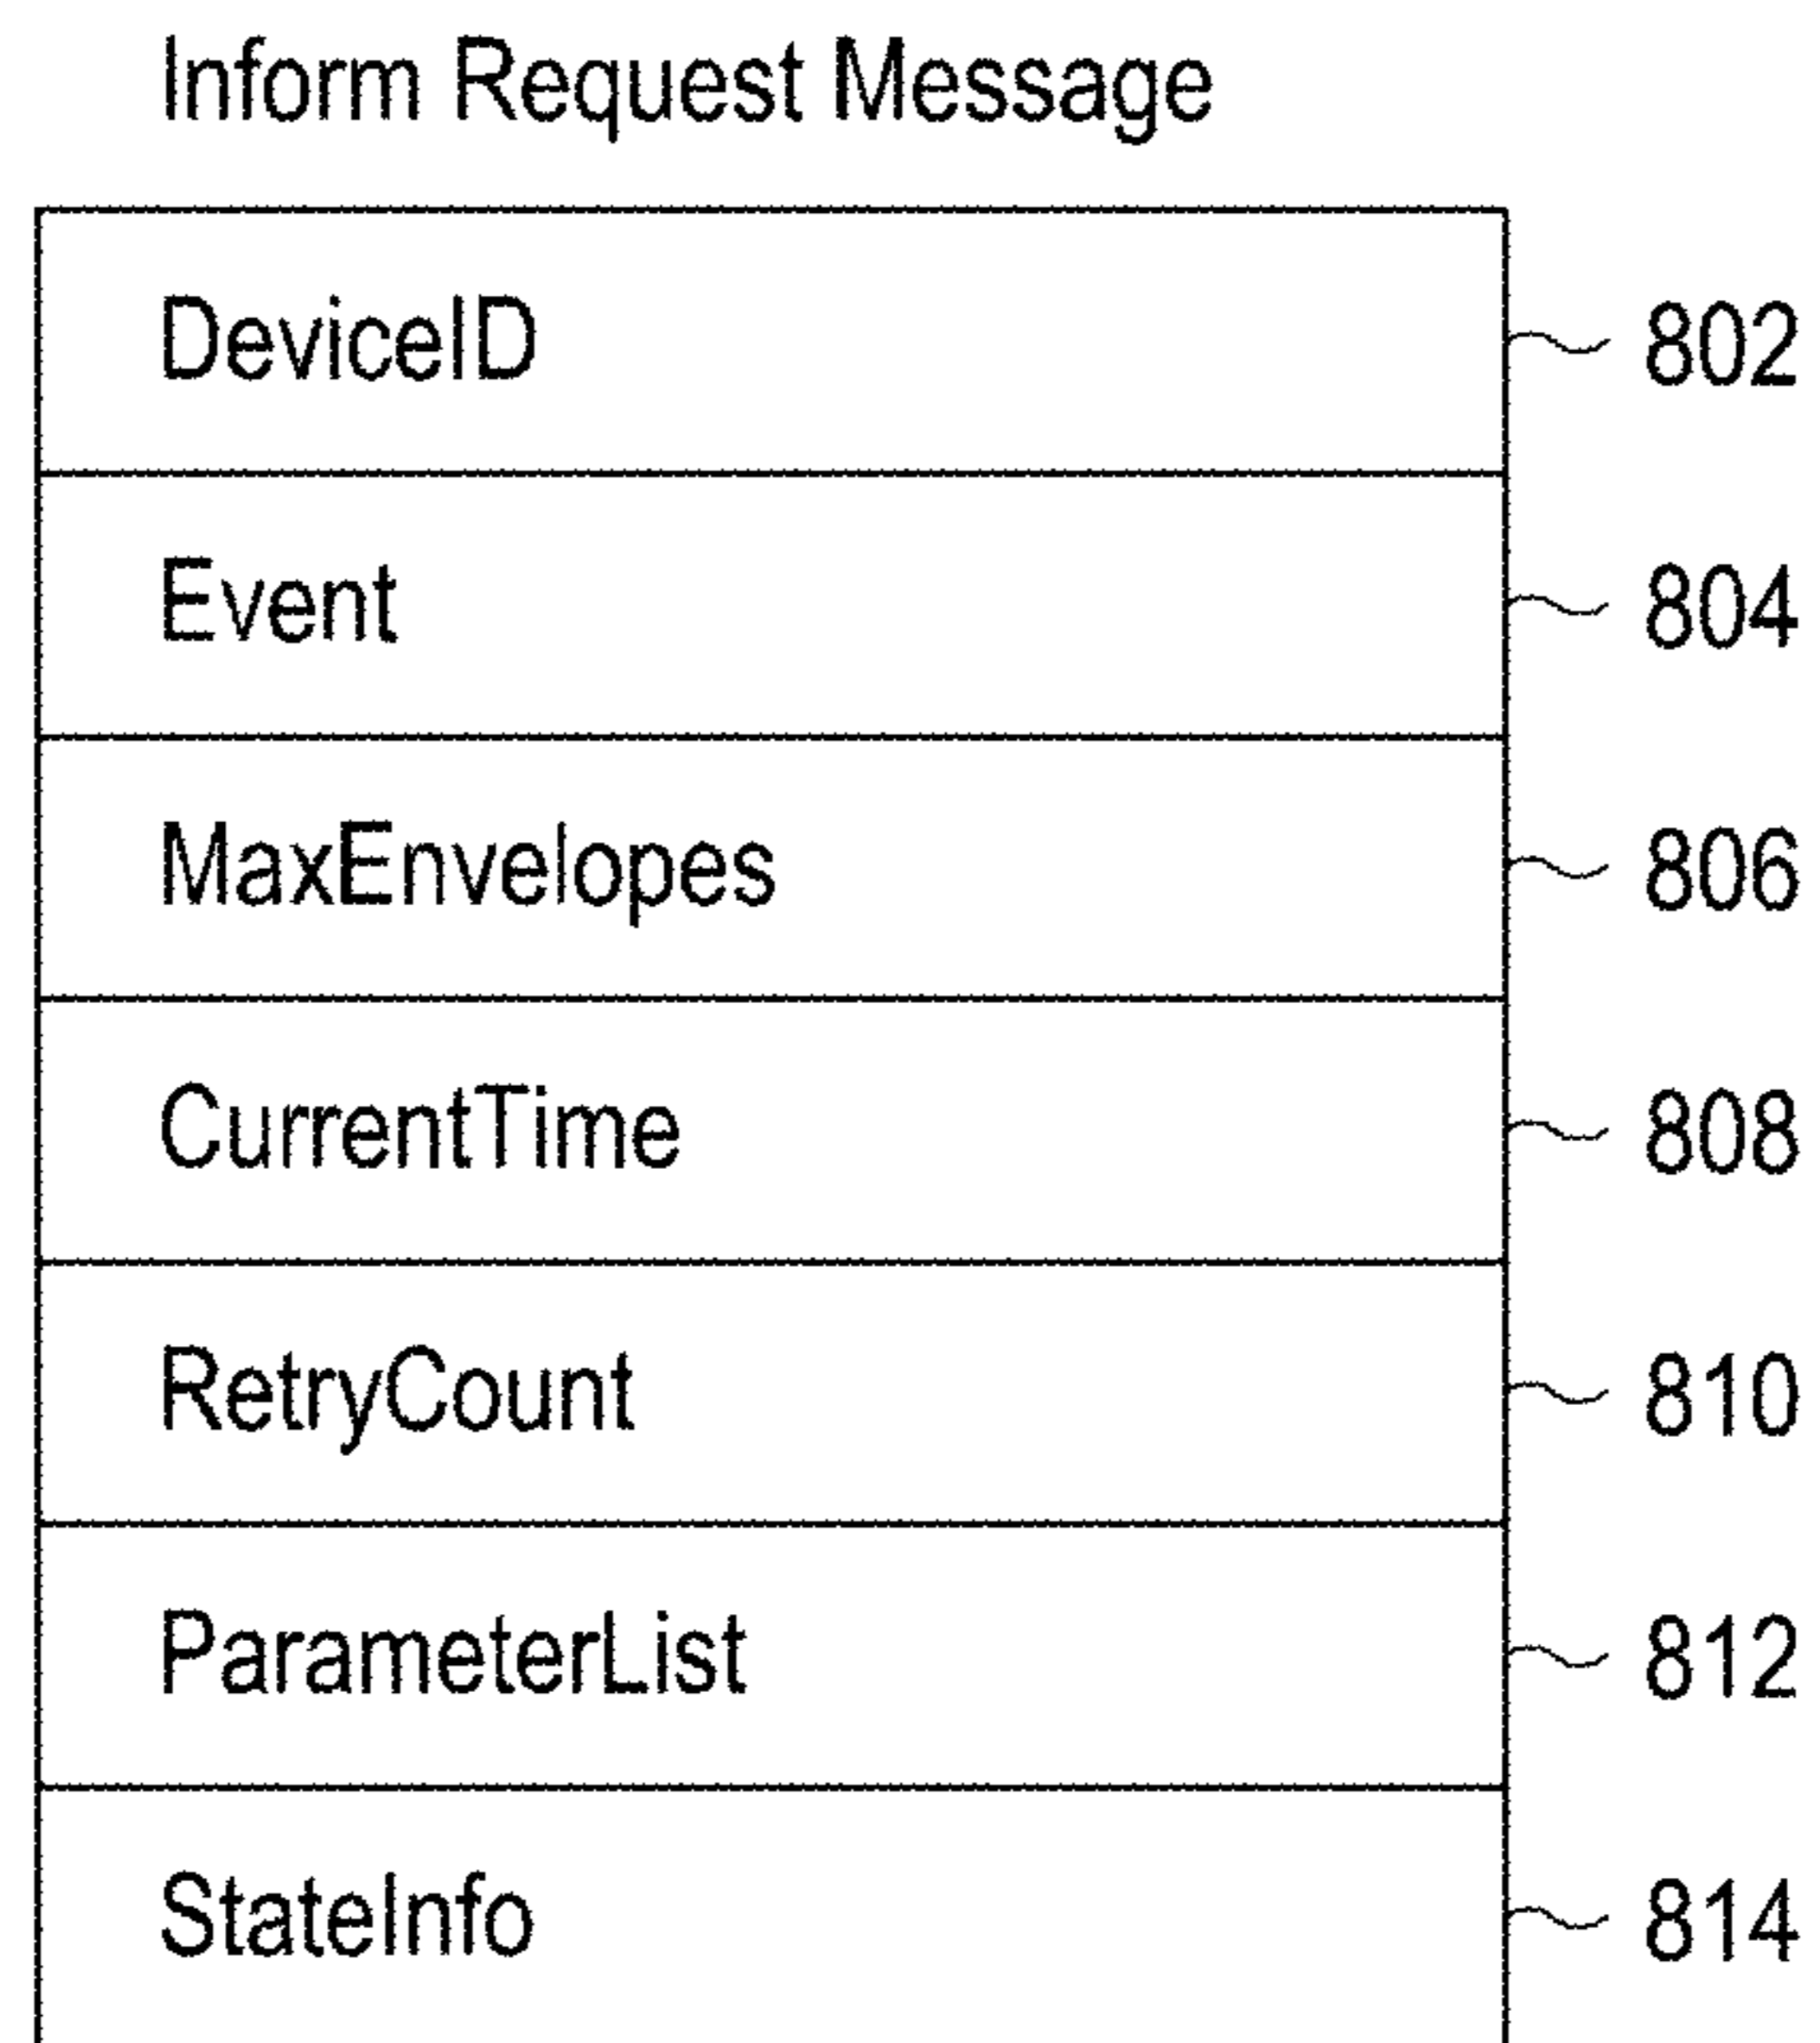 Inform Request Message
DeviceID
802
Event
804
MaxEnvelopes
806
CurrentTime
808
RetryCount
810
ParameterList
812
StateInfo
814